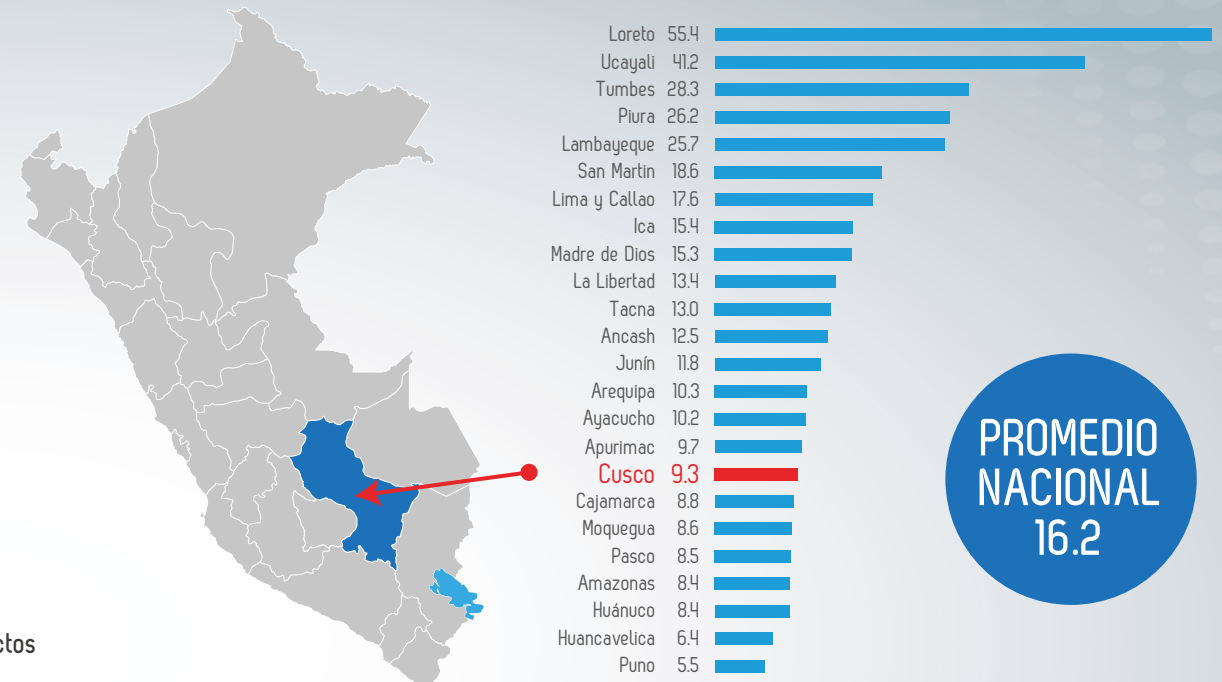 Loreto 55.4
Ucayali 41.2
Tumbes 28.3
Piura 26.2
Lambayeque 25.7
San Martin 18.6
Lima y Callao 17.6
Ica 15.4
Madre de Dios 15.3
La Libertad 13.4
Tacna 13.0
Ancash 12.5
Junín 11.8
Arequipa 10.3
Ayacucho 10.2
Apurimac 9.7
Cusco 9.3
Cajamarca 8.8
Moquegua 8.6
Pasco 8.5
Amazonas 8.4
Huánuco 8.4
Huancavelica 6.4
Puno 5.5
PROMEDIO
NACIONAL
16.2
ctos